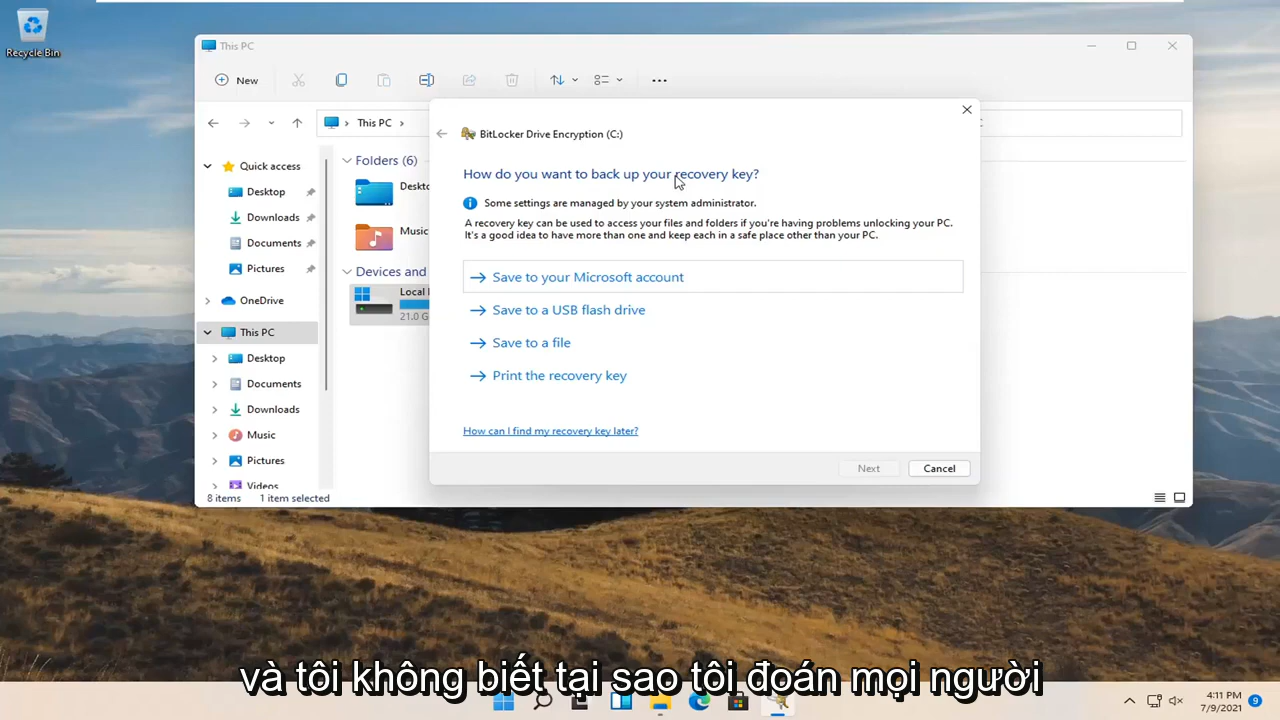 Recycle Bin
This PC
New
This PC
Quick access
Desktop
Downloads
Documents
Pictures
OneDrive
This PC
Desktop
Documents
Downloads
Music
Pictures
Videos
Folders (6)
Music
Devices and
Local
21.0 G
8 items 1 item selected
BitLocker Drive Encryption (C:)
How do you want to back up your recovery key?
Some settings are managed by your system administrator.
A recovery key can be used to access your files and folders if you're having problems unlocking your PC.
It's a good idea to have more than one and keep each in a safe place other than your PC.
Save to your Microsoft account
Save to a USB flash drive
Save to a file
Print the recovery key
How can I find my recovery key later?
Next
Cancel
và tôi không biết tại sao tôi đoán mọi người
4:11 PM
7/9/2021
9